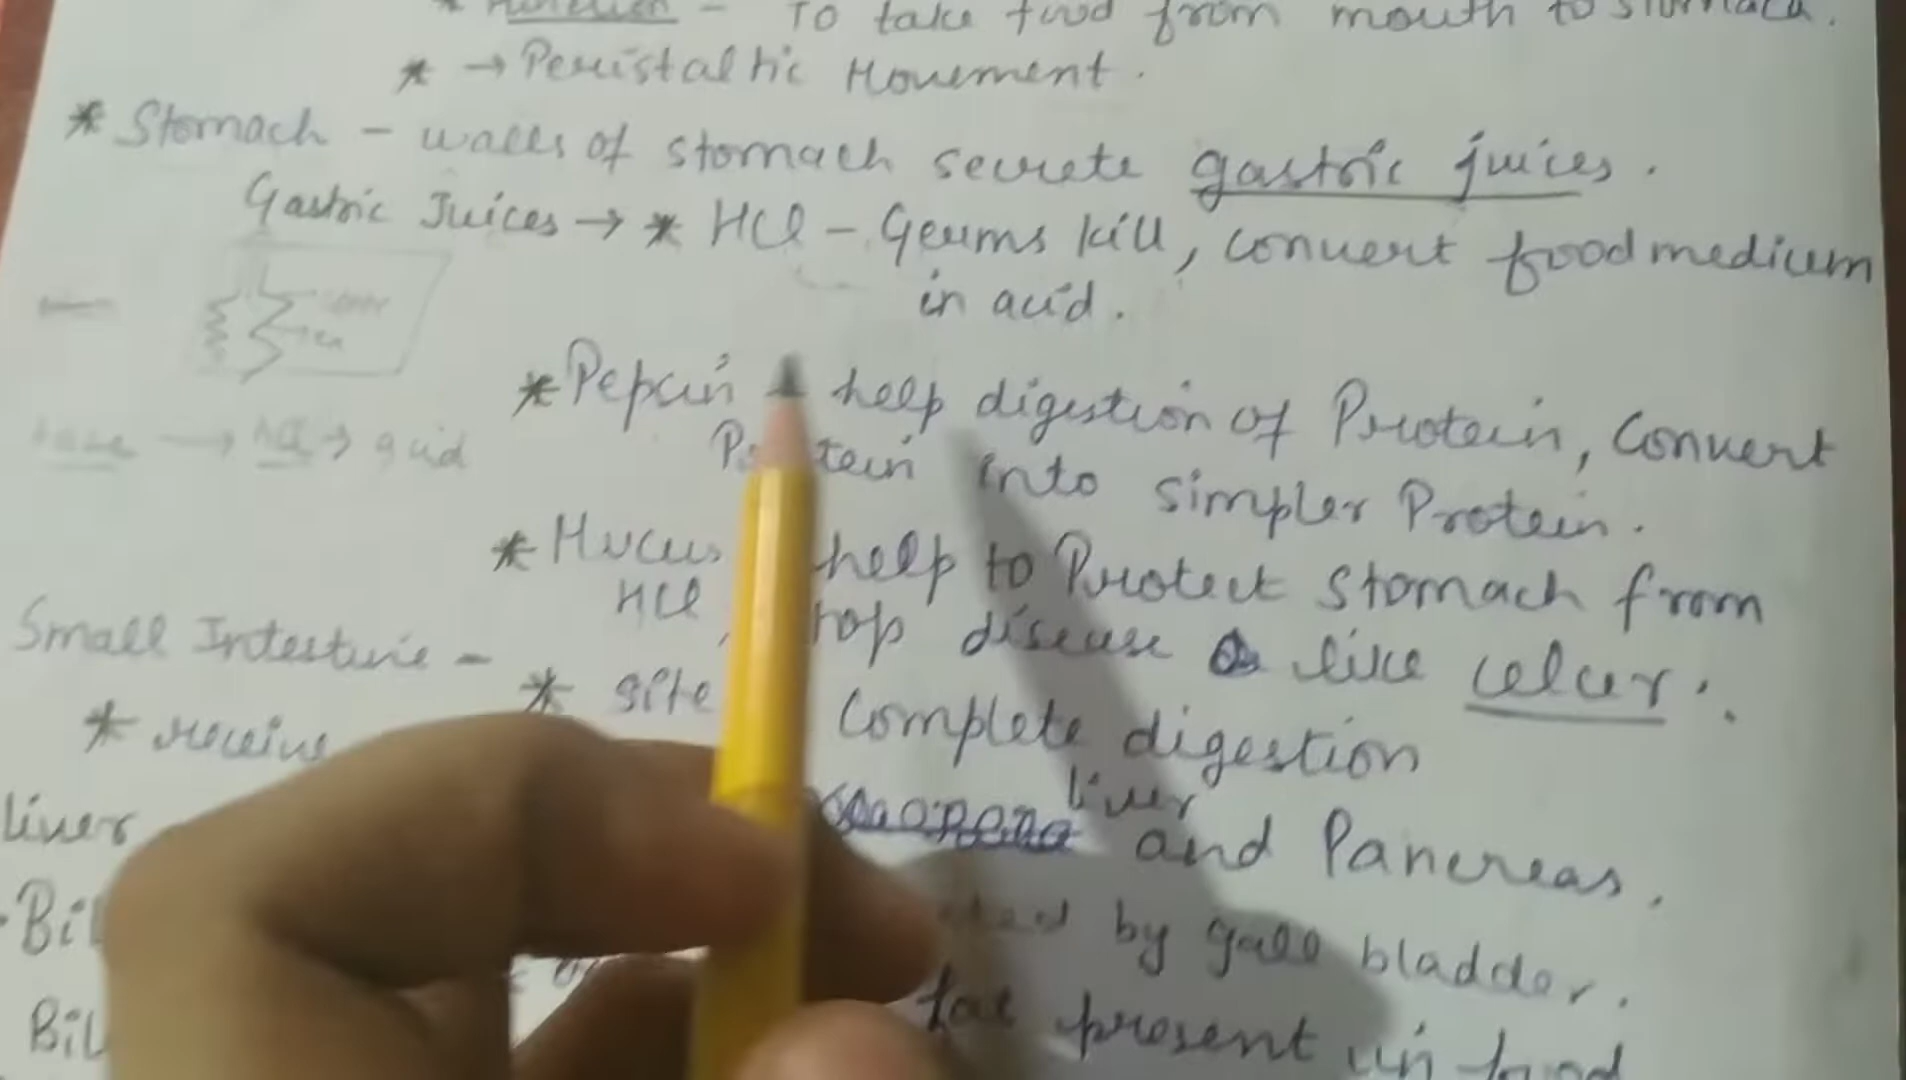 * Function - To take food from mouth to stomach.
* → Peristaltic Movement.
* Stomach - walls of stomach secrete gastric juices.
Gastric Juices → * HCl - Germs kill, convert food medium
in acid.
* Pepsin - help digestion of Protein, Convert
Protein into simpler Protein.
* Mucus help to Protect Stomach from
HCl, disease like ulcer.
Small Intestine - * site complete digestion
* receive
liver and Pancreas.
liver
by gall bladder.
fat present in food
→ HCl → acid